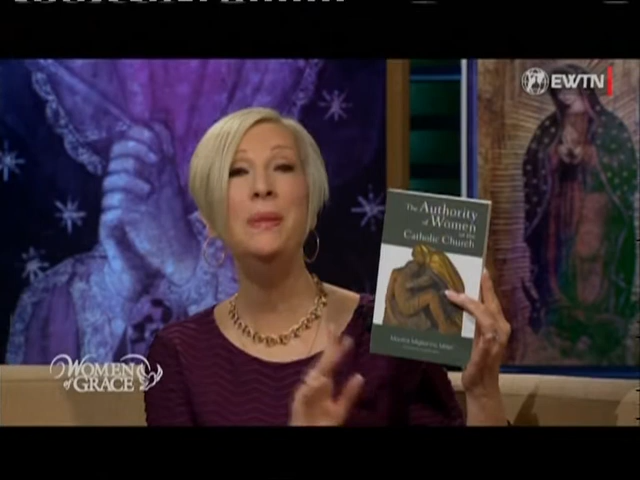 EWTN
The Authority
of Women
in the
Catholic Church
WOMEN
of GRACE